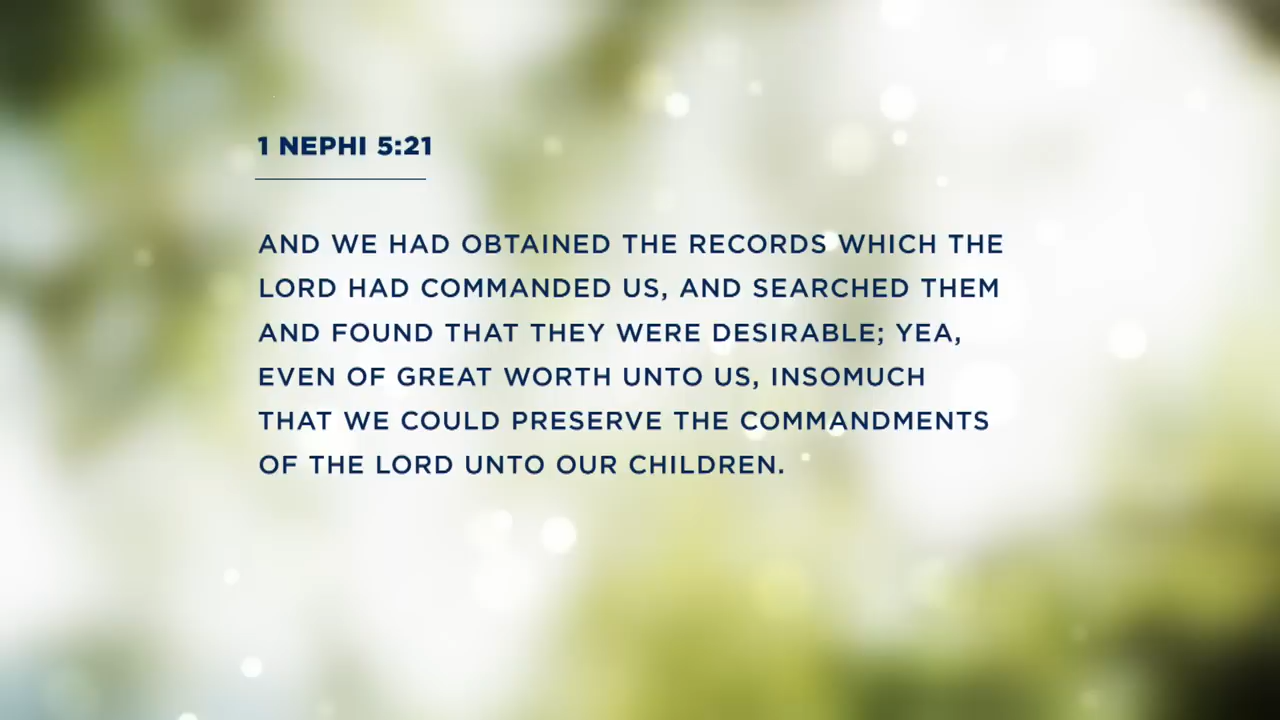 1 NEPHI 5:21
AND WE HAD OBTAINED THE RECORDS WHICH THE
LORD HAD COMMANDED US, AND SEARCHED THEM
AND FOUND THAT THEY WERE DESIRABLE; YEA,
EVEN OF GREAT WORTH UNTO US, INSOMUCH
THAT WE COULD PRESERVE THE COMMANDMENTS
OF THE LORD UNTO OUR CHILDREN.